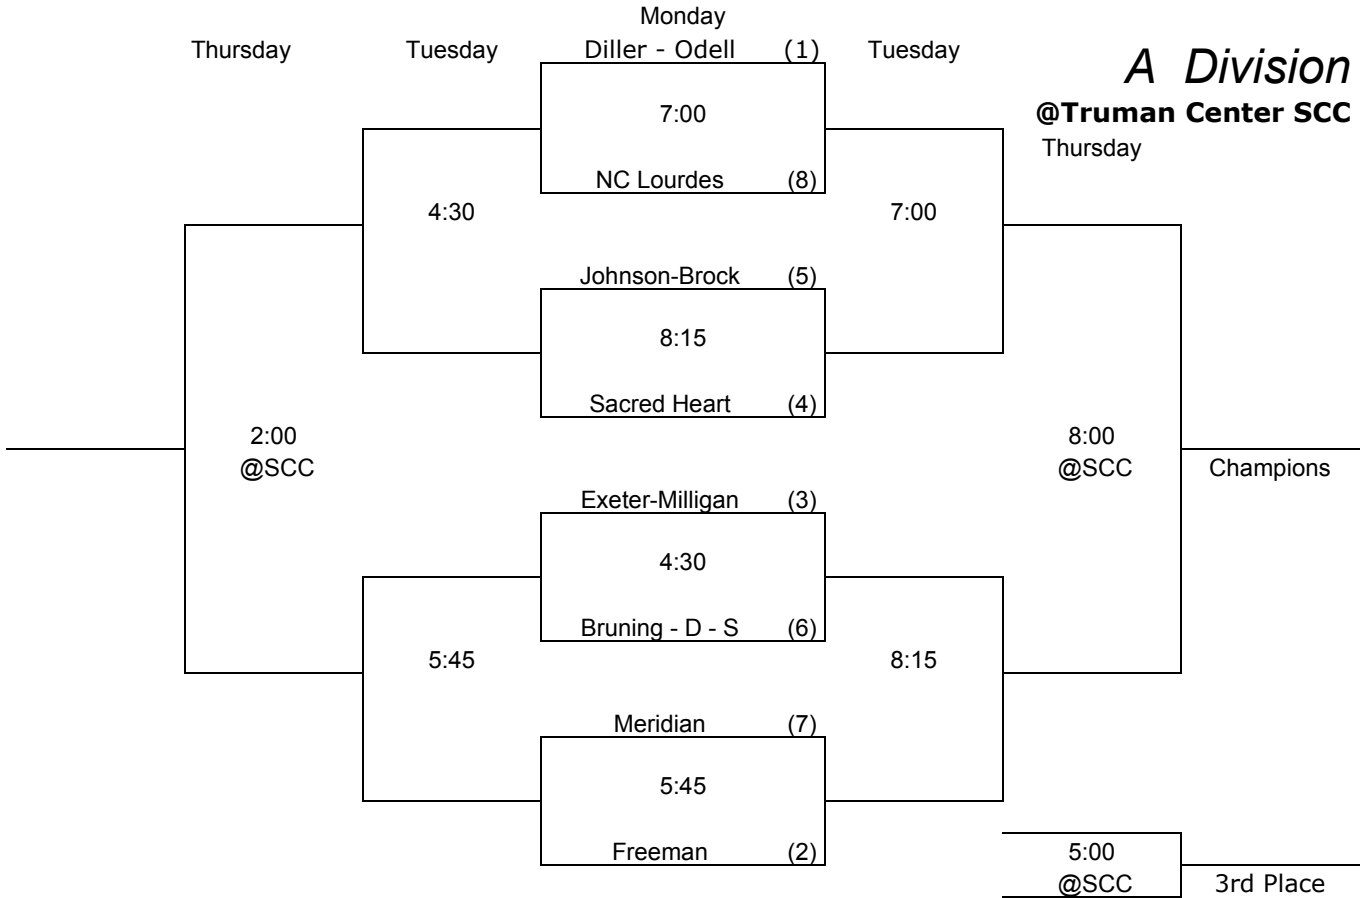 Monday
Thursday Tuesday Diller - Odell (1) Tuesday
A Division
7:00
@Truman Center SCC
Thursday
NC Lourdes (8)
4:30 7:00
Johnson-Brock (5)
8:15
Sacred Heart (4)
2:00 8:00
@SCC @SCC Champions
Exeter-Milligan (3)
4:30
Bruning - D - S (6)
5:45 8:15
Meridian (7)
5:45
Freeman (2) 5:00
@SCC 3rd Place